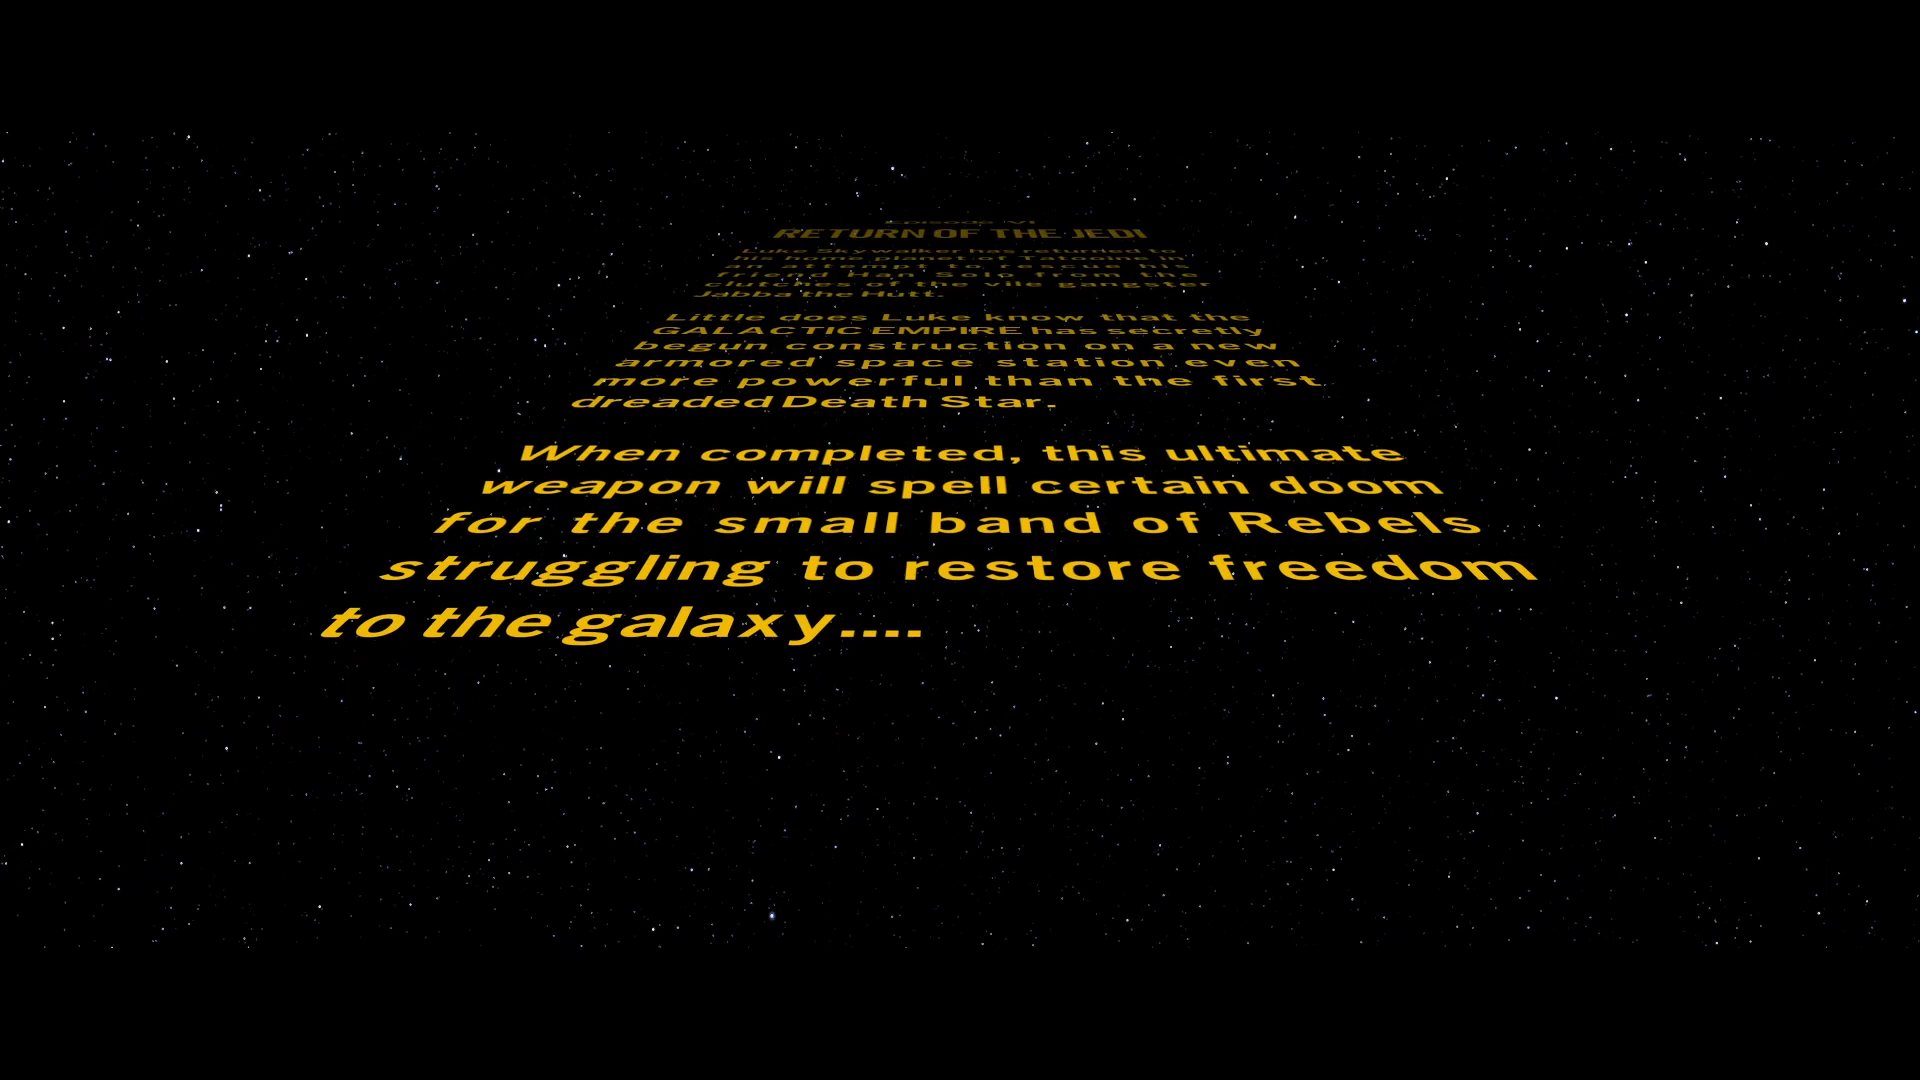 Episode VI
RETURN OF THE JEDI
Luke Skywalker has returned to
his home planet of Tatooine in
an attempt to rescue his
friend Han Solo from the
clutches of the vile gangster
Jabba the Hutt.
Little does Luke know that the
GALACTIC EMPIRE has secretly
begun construction on a new
armored space station even
more powerful than the first
dreaded Death Star.
When completed, this ultimate
weapon will spell certain doom
for the small band of Rebels
struggling to restore freedom
to the galaxy....